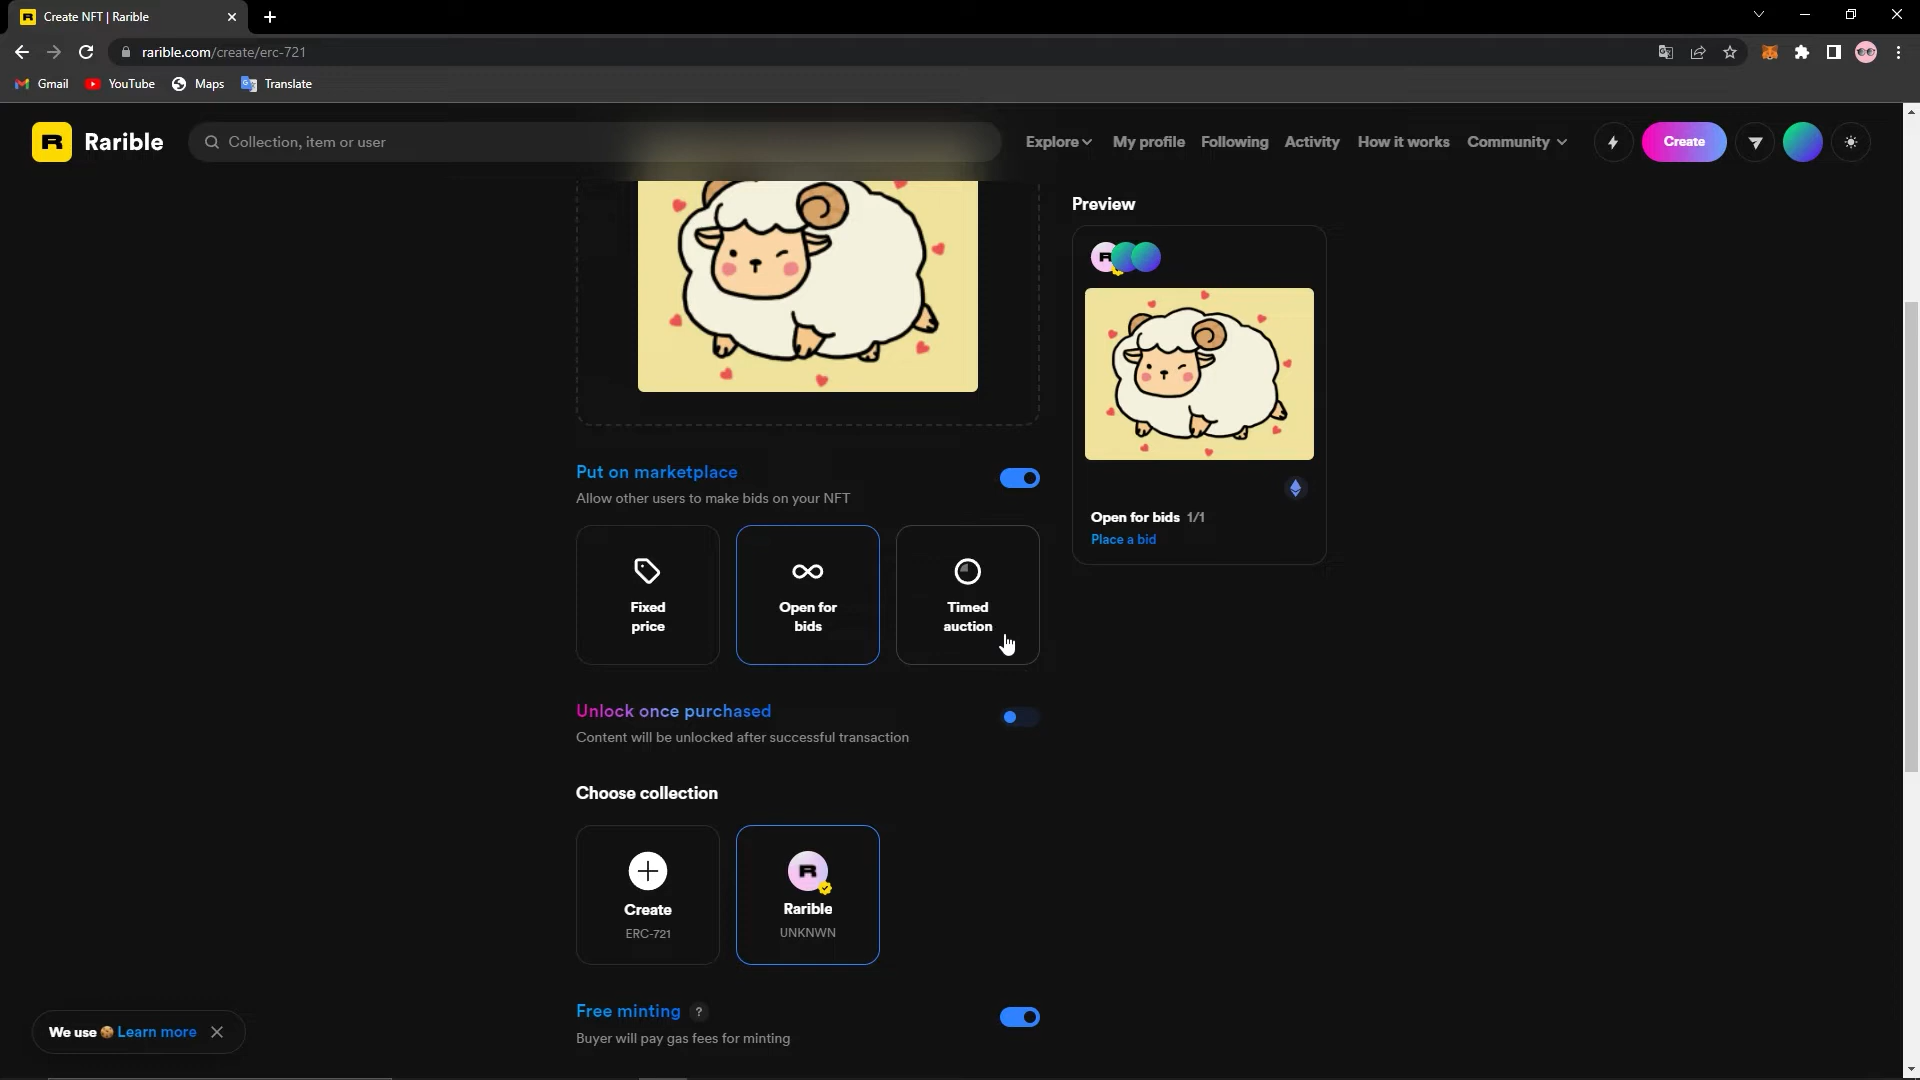 Create NFT | Rarible
rarible.com/create/erc-721
Gmail
YouTube
Maps
Translate
R
Rarible
Collection, item or user
Explore
My profile
Following
Activity
How it works
Community
Create
Preview
R
Open for bids 1/1
Place a bid
Put on marketplace
Allow other users to make bids on your NFT
Fixed
price
Open for
bids
Timed
auction
Unlock once purchased
Content will be unlocked after successful transaction
Choose collection
Create
ERC-721
R
Rarible
UNKNWN
Free minting ?
Buyer will pay gas fees for minting
We use 🍪 Learn more